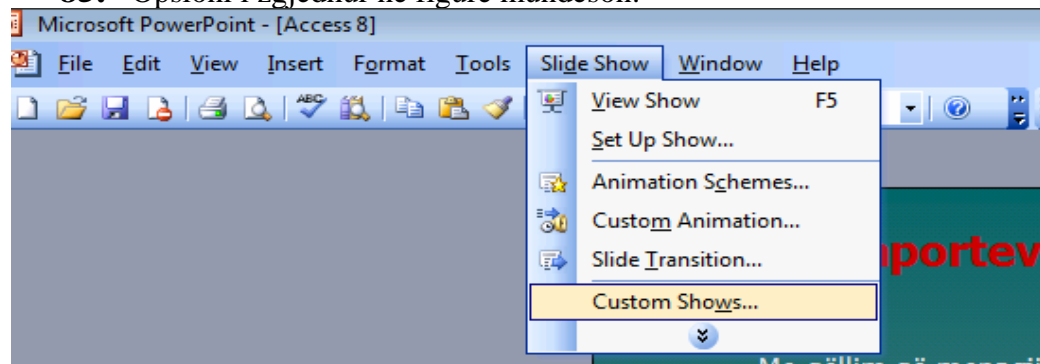 Opsioni i zgjedhur në figurë mundëson:
Microsoft PowerPoint - [Access 8]
File Edit View Insert Format Tools Slide Show Window Help
View Show F5
Set Up Show...
Animation Schemes...
Custom Animation...
Slide Transition...
Custom Shows...